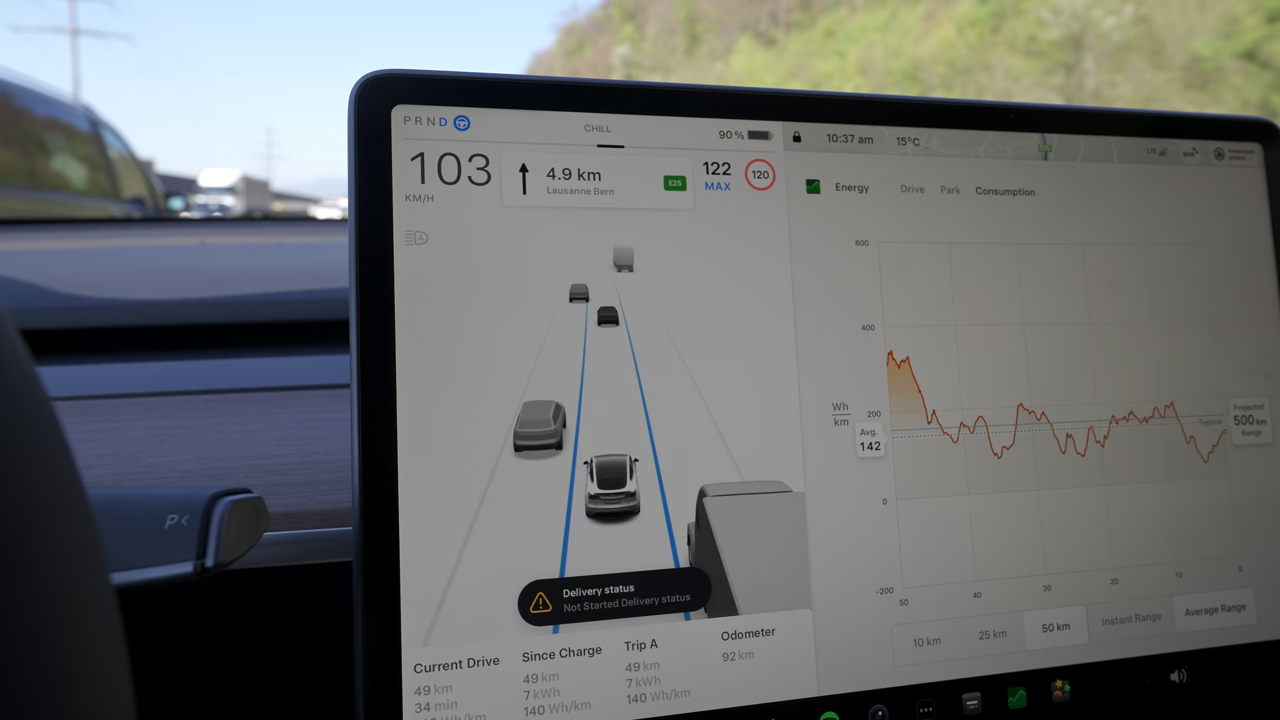 P R N D
CHILL
90 %
10:37 am
15°C
LTE
SOS
103
KM/H
4.9 km
Lausanne Bern
E25
122
MAX
120
Energy
Drive
Park
Consumption
600
400
Wh
km
200
Avg.
142
Projected
500 km
Range
0
-200
50
40
30
20
10
0
10 km
25 km
50 km
Instant Range
Average Range
Delivery status
Not Started Delivery status
Current Drive
49 km
34 min
Wh/km
Since Charge
49 km
7 kWh
140 Wh/km
Trip A
49 km
7 kWh
140 Wh/km
Odometer
92 km
P<